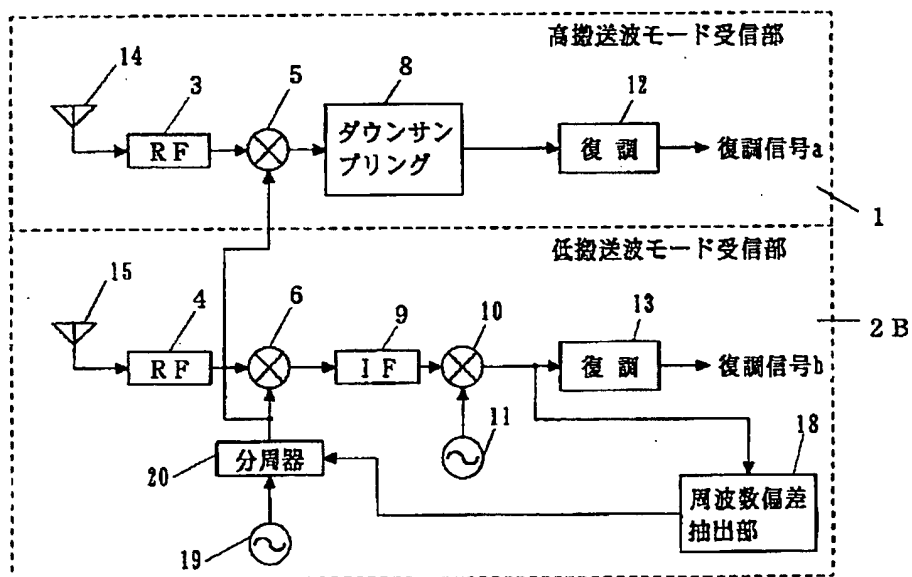 高搬送波モード受信部
14
3
5
8
12
RF
ダウンサン
プリング
復調
復調信号a
1
低搬送波モード受信部
15
4
6
9
10
13
2B
RF
IF
復調
復調信号b
11
18
20
分周器
周波数偏差
抽出部
19